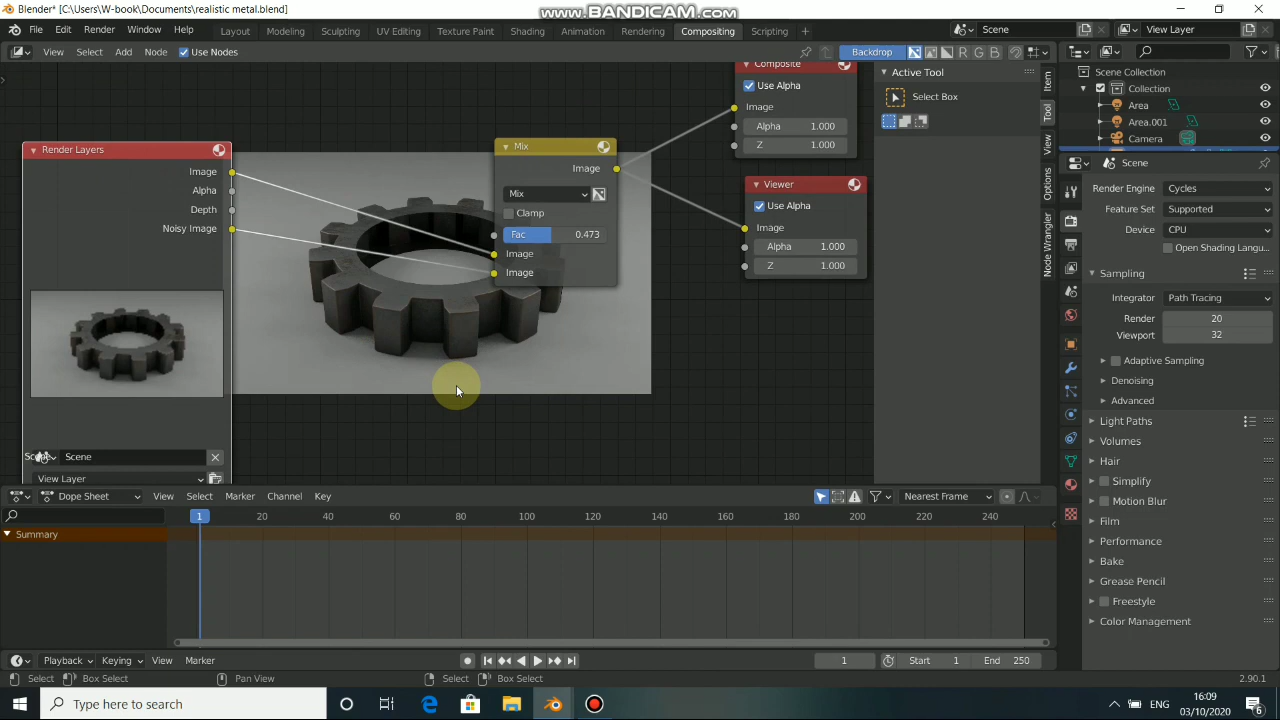 Blender* [C:\Users\W-book\Documents\realistic metal.blend]
www.BANDICAM.com
File Edit Render Window Help Layout Modeling Sculpting UV Editing Texture Paint Shading Animation Rendering Compositing Scripting + Scene View Layer
View Select Add Node Use Nodes Backdrop R G B
Composite
Use Alpha
Image
Alpha 1.000
Z 1.000
Viewer
Use Alpha
Image
Alpha 1.000
Z 1.000
Mix
Image
Mix
Clamp
Fac 0.473
Image
Image
Render Layers
Image
Alpha
Depth
Noisy Image
Scene
View Layer
Active Tool
Select Box
Item
Tool
View
Options
Node Wrangler
Scene Collection
Collection
Area
Area.001
Camera
Scene
Render Engine Cycles
Feature Set Supported
Device CPU
Open Shading Langu...
Sampling
Integrator Path Tracing
Render 20
Viewport 32
Adaptive Sampling
Denoising
Advanced
Light Paths
Volumes
Hair
Simplify
Motion Blur
Film
Performance
Bake
Grease Pencil
Freestyle
Color Management
Dope Sheet View Select Marker Channel Key Nearest Frame
1 20 40 60 80 100 120 140 160 180 200 220 240
Summary
Playback Keying View Marker 1 Start 1 End 250
Select Box Select Pan View Select Box Select 2.90.1
Type here to search
16:09
03/10/2020
6